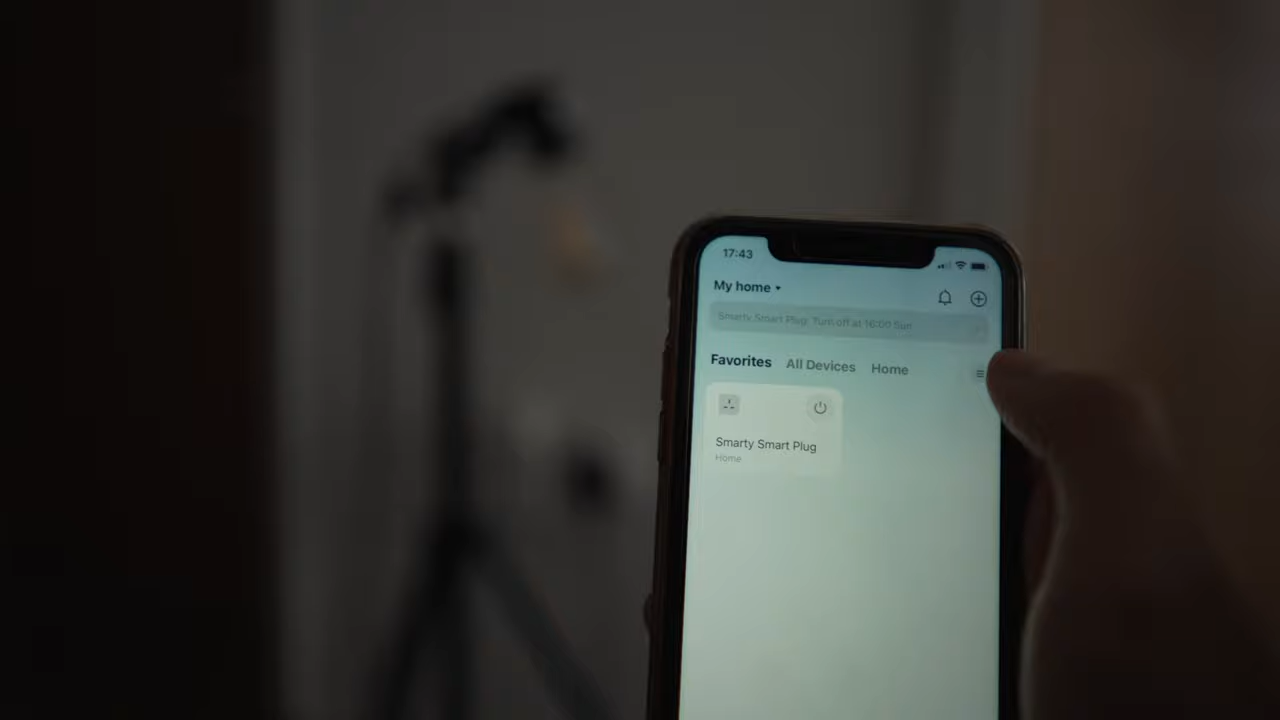 17:43
My home
Smarty Smart Plug: Turn off at 16:00 Sun
Favorites All Devices Home
Smarty Smart Plug
Home